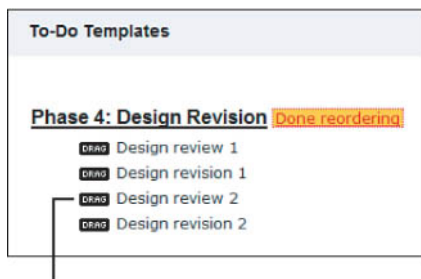 To-Do Templates
Phase 4: Design Revision Done reordering
DRAG Design review 1
DRAG Design revision 1
DRAG Design review 2
DRAG Design revision 2